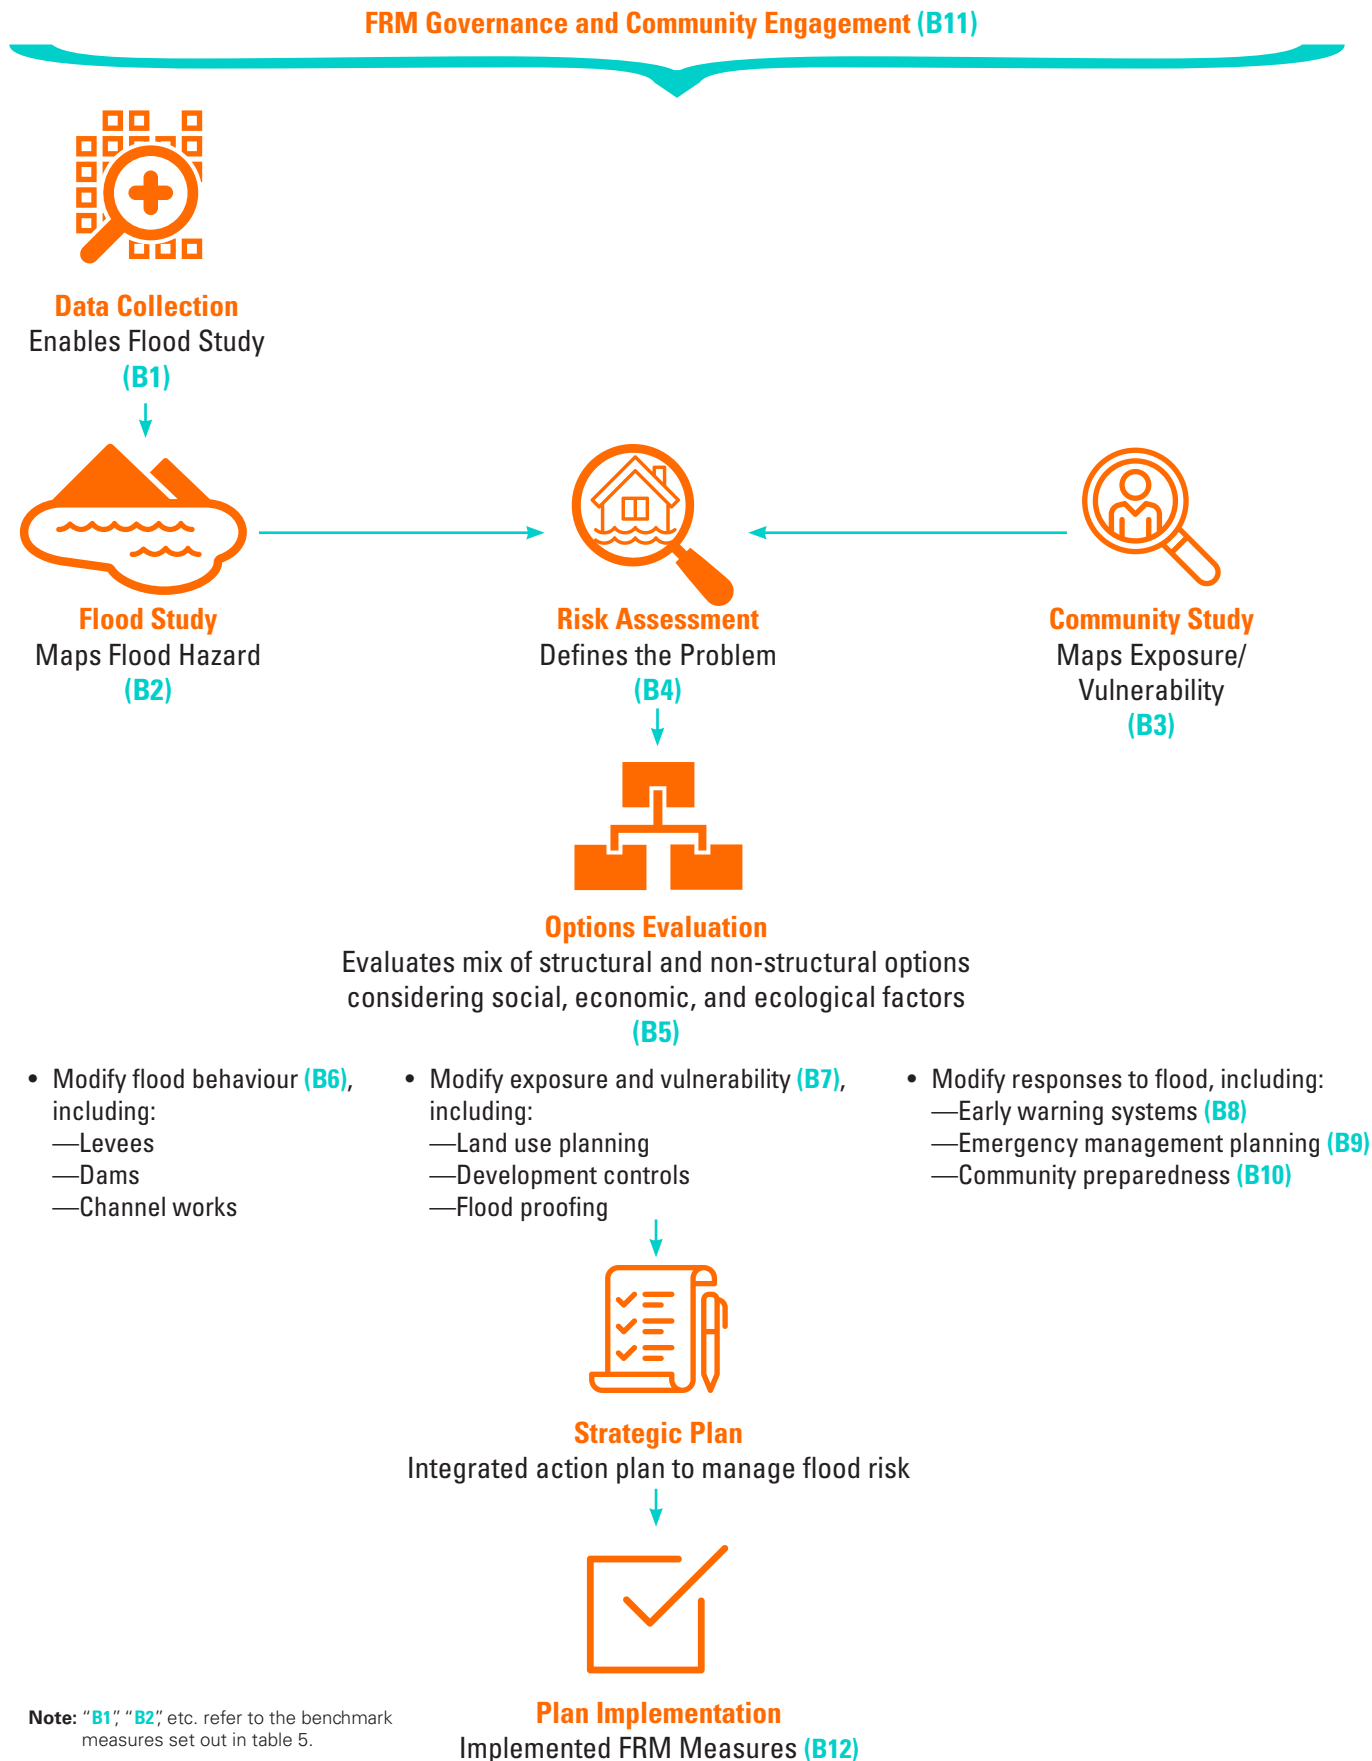 FRM Governance and Community Engagement (B11)
Data Collection
Enables Flood Study
(B1)
Flood Study
Maps Flood Hazard
(B2)
Risk Assessment
Defines the Problem
(B4)
Community Study
Maps Exposure/
Vulnerability
(B3)
Options Evaluation
Evaluates mix of structural and non-structural options
considering social, economic, and ecological factors
(B5)
• Modify flood behaviour (B6),
including:
—Levees
—Dams
—Channel works
• Modify exposure and vulnerability (B7),
including:
—Land use planning
—Development controls
—Flood proofing
• Modify responses to flood, including:
—Early warning systems (B8)
—Emergency management planning (B9)
—Community preparedness (B10)
Strategic Plan
Integrated action plan to manage flood risk
Plan Implementation
Implemented FRM Measures (B12)
Note: “B1”, “B2”, etc. refer to the benchmark
measures set out in table 5.